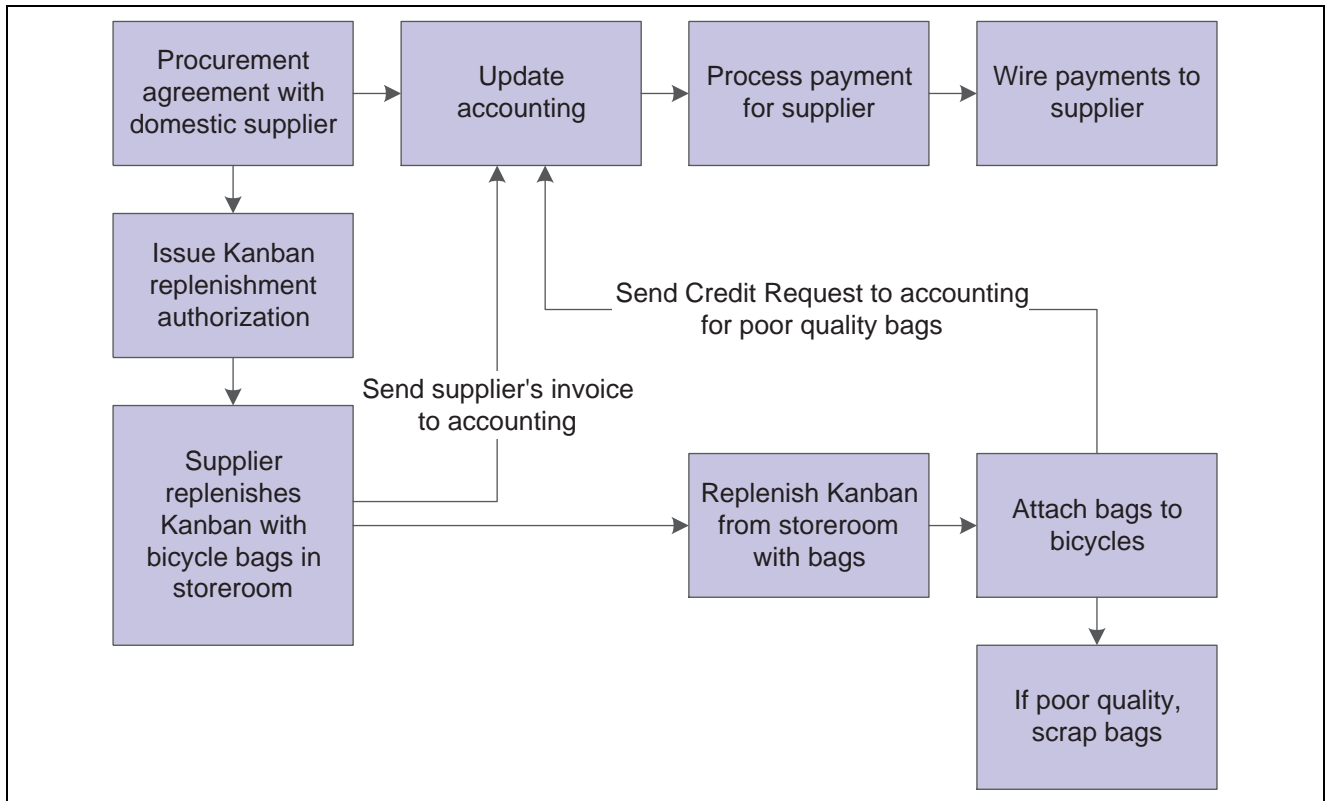 Procurement
agreement with
domestic supplier
Update
accounting
Process payment
for supplier
Wire payments to
supplier
Issue Kanban
replenishment
authorization
Send Credit Request to accounting
for poor quality bags
Send supplier's invoice
to accounting
Supplier
replenishes
Kanban with
bicycle bags in
storeroom
Replenish Kanban
from storeroom
with bags
Attach bags to
bicycles
If poor quality,
scrap bags